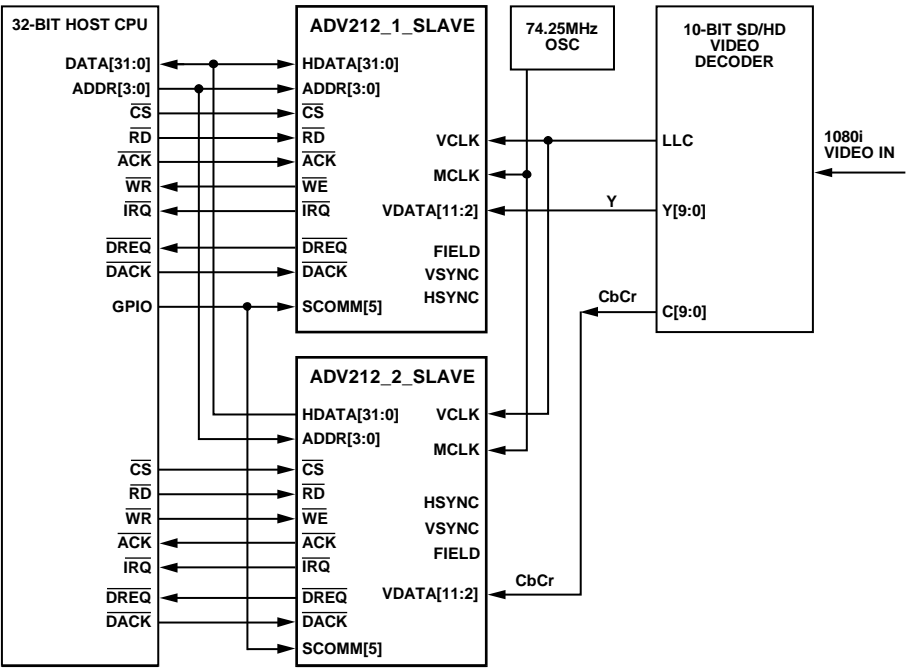 32-BIT HOST CPU
DATA[31:0]
ADDR[3:0]
CS
RD
ACK
WR
IRQ
DREQ
DACK
GPIO
CS
RD
WR
ACK
IRQ
DREQ
DACK
ADV212_1_SLAVE
HDATA[31:0]
ADDR[3:0]
CS
RD
ACK
WE
IRQ
DREQ
DACK
SCOMM[5]
VCLK
MCLK
VDATA[11:2]
FIELD
VSYNC
HSYNC
ADV212_2_SLAVE
HDATA[31:0]
ADDR[3:0]
CS
RD
WE
ACK
IRQ
DREQ
DACK
SCOMM[5]
VCLK
MCLK
HSYNC
VSYNC
FIELD
VDATA[11:2]
74.25MHz
OSC
Y
CbCr
CbCr
10-BIT SD/HD
VIDEO
DECODER
LLC
Y[9:0]
C[9:0]
1080i
VIDEO IN